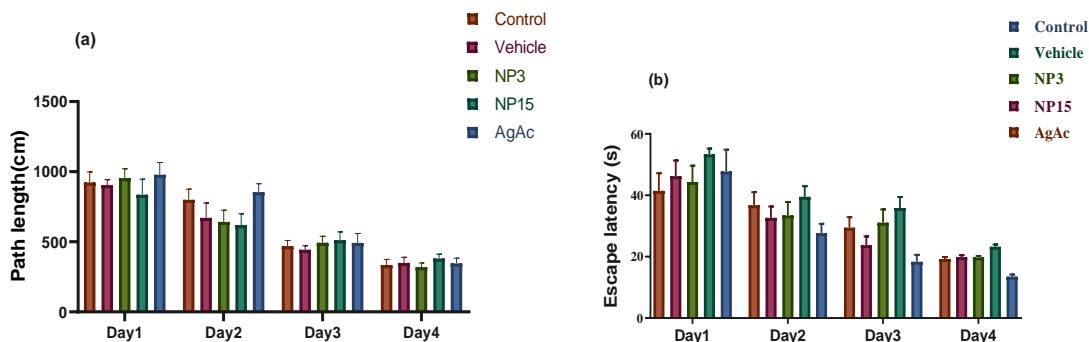 (a)
Control
Vehicle
NP3
NP15
AgAc
Path length(cm)
1500
1000
500
0
Day1 Day2 Day3 Day4
(b)
Control
Vehicle
NP3
NP15
AgAc
Escape latency (s)
60
40
20
0
Day1 Day2 Day3 Day4